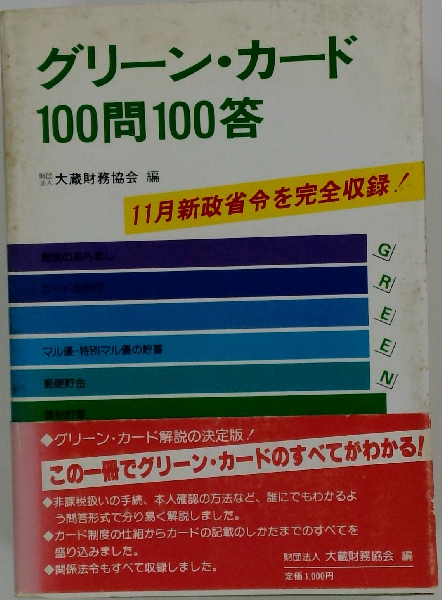 グリーン・カード
100問100答
財団
法人 大蔵財務協会 編
11月新政省令を完全収録!
制度のあらまし
カードの交付
マル優・特別マル優の貯蓄
郵便貯金
G
R
E
E
N
◆グリーン・カード解説の決定版!
この一冊でグリーン・カードのすべてがわかる!
◆非課税扱いの手続、本人確認の方法など、誰にでもわかるよ
う問答形式で分り易く解説しました。
◆カード制度の仕組からカードの記載のしかたまでのすべてを
盛り込みました。
◆関係法令もすべて収録しました。
財団法人 大蔵財務協会 編
定価1,000円